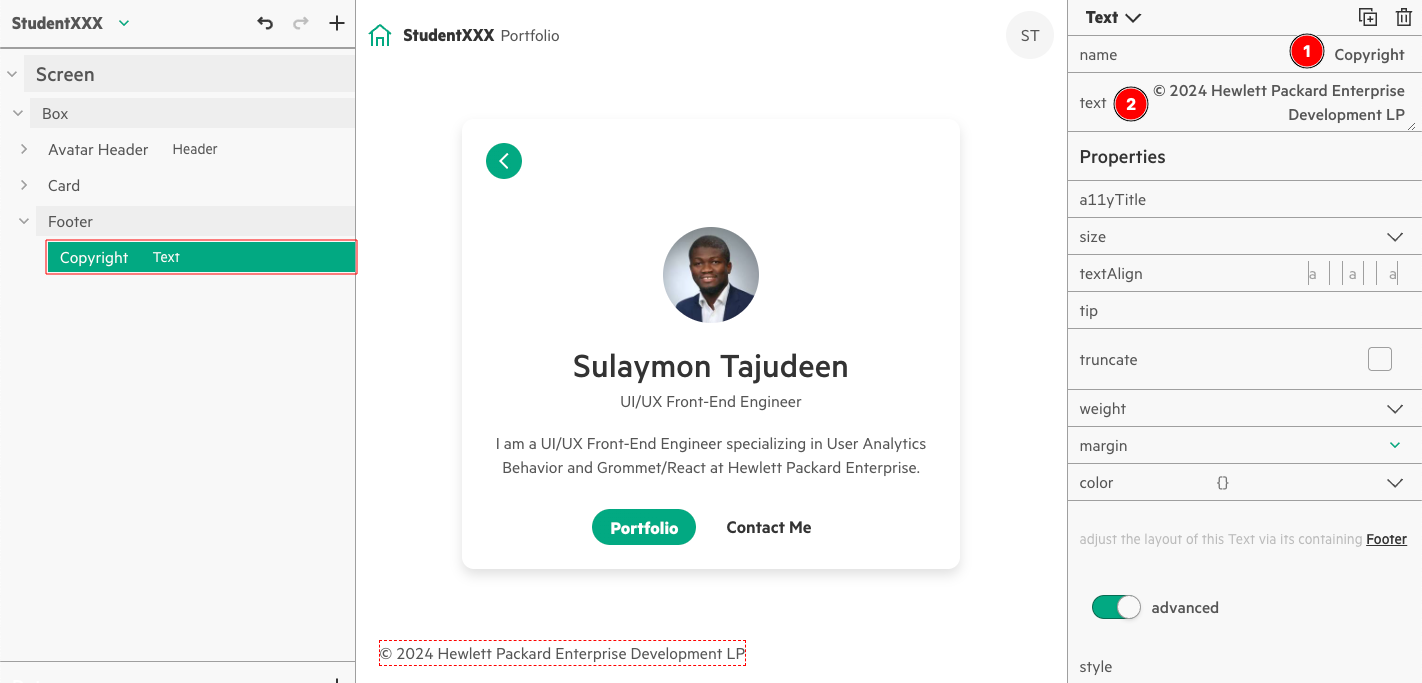 StudentXXX
Screen
Box
Avatar Header Header
Card
Footer
Copyright Text
StudentXXX Portfolio
ST
Sulaymon Tajudeen
UI/UX Front-End Engineer
I am a UI/UX Front-End Engineer specializing in User Analytics
Behavior and Grommet/React at Hewlett Packard Enterprise.
Portfolio Contact Me
© 2024 Hewlett Packard Enterprise Development LP
Text
name 1 Copyright
text 2 © 2024 Hewlett Packard Enterprise
Development LP
Properties
a11yTitle
size
textAlign a a a
tip
truncate
weight
margin
color {}
adjust the layout of this Text via its containing Footer
advanced
style